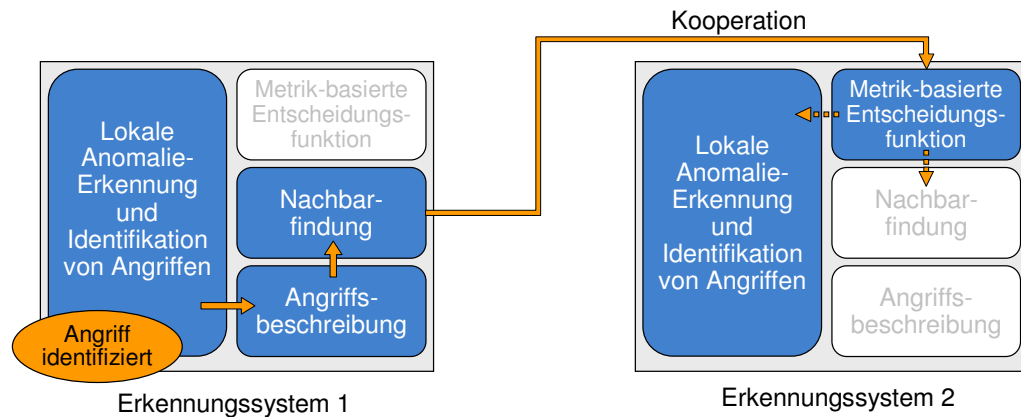 Kooperation
Lokale
Anomalie-
Erkennung
und
Identifikation
von Angriffen
Metrik-basierte
Entscheidungs-
funktion
Nachbar-
findung
Angriffs-
beschreibung
Angriff
identifiziert
Erkennungssystem 1
Lokale
Anomalie-
Erkennung
und
Identifikation
von Angriffen
Metrik-basierte
Entscheidungs-
funktion
Nachbar-
findung
Angriffs-
beschreibung
Erkennungssystem 2